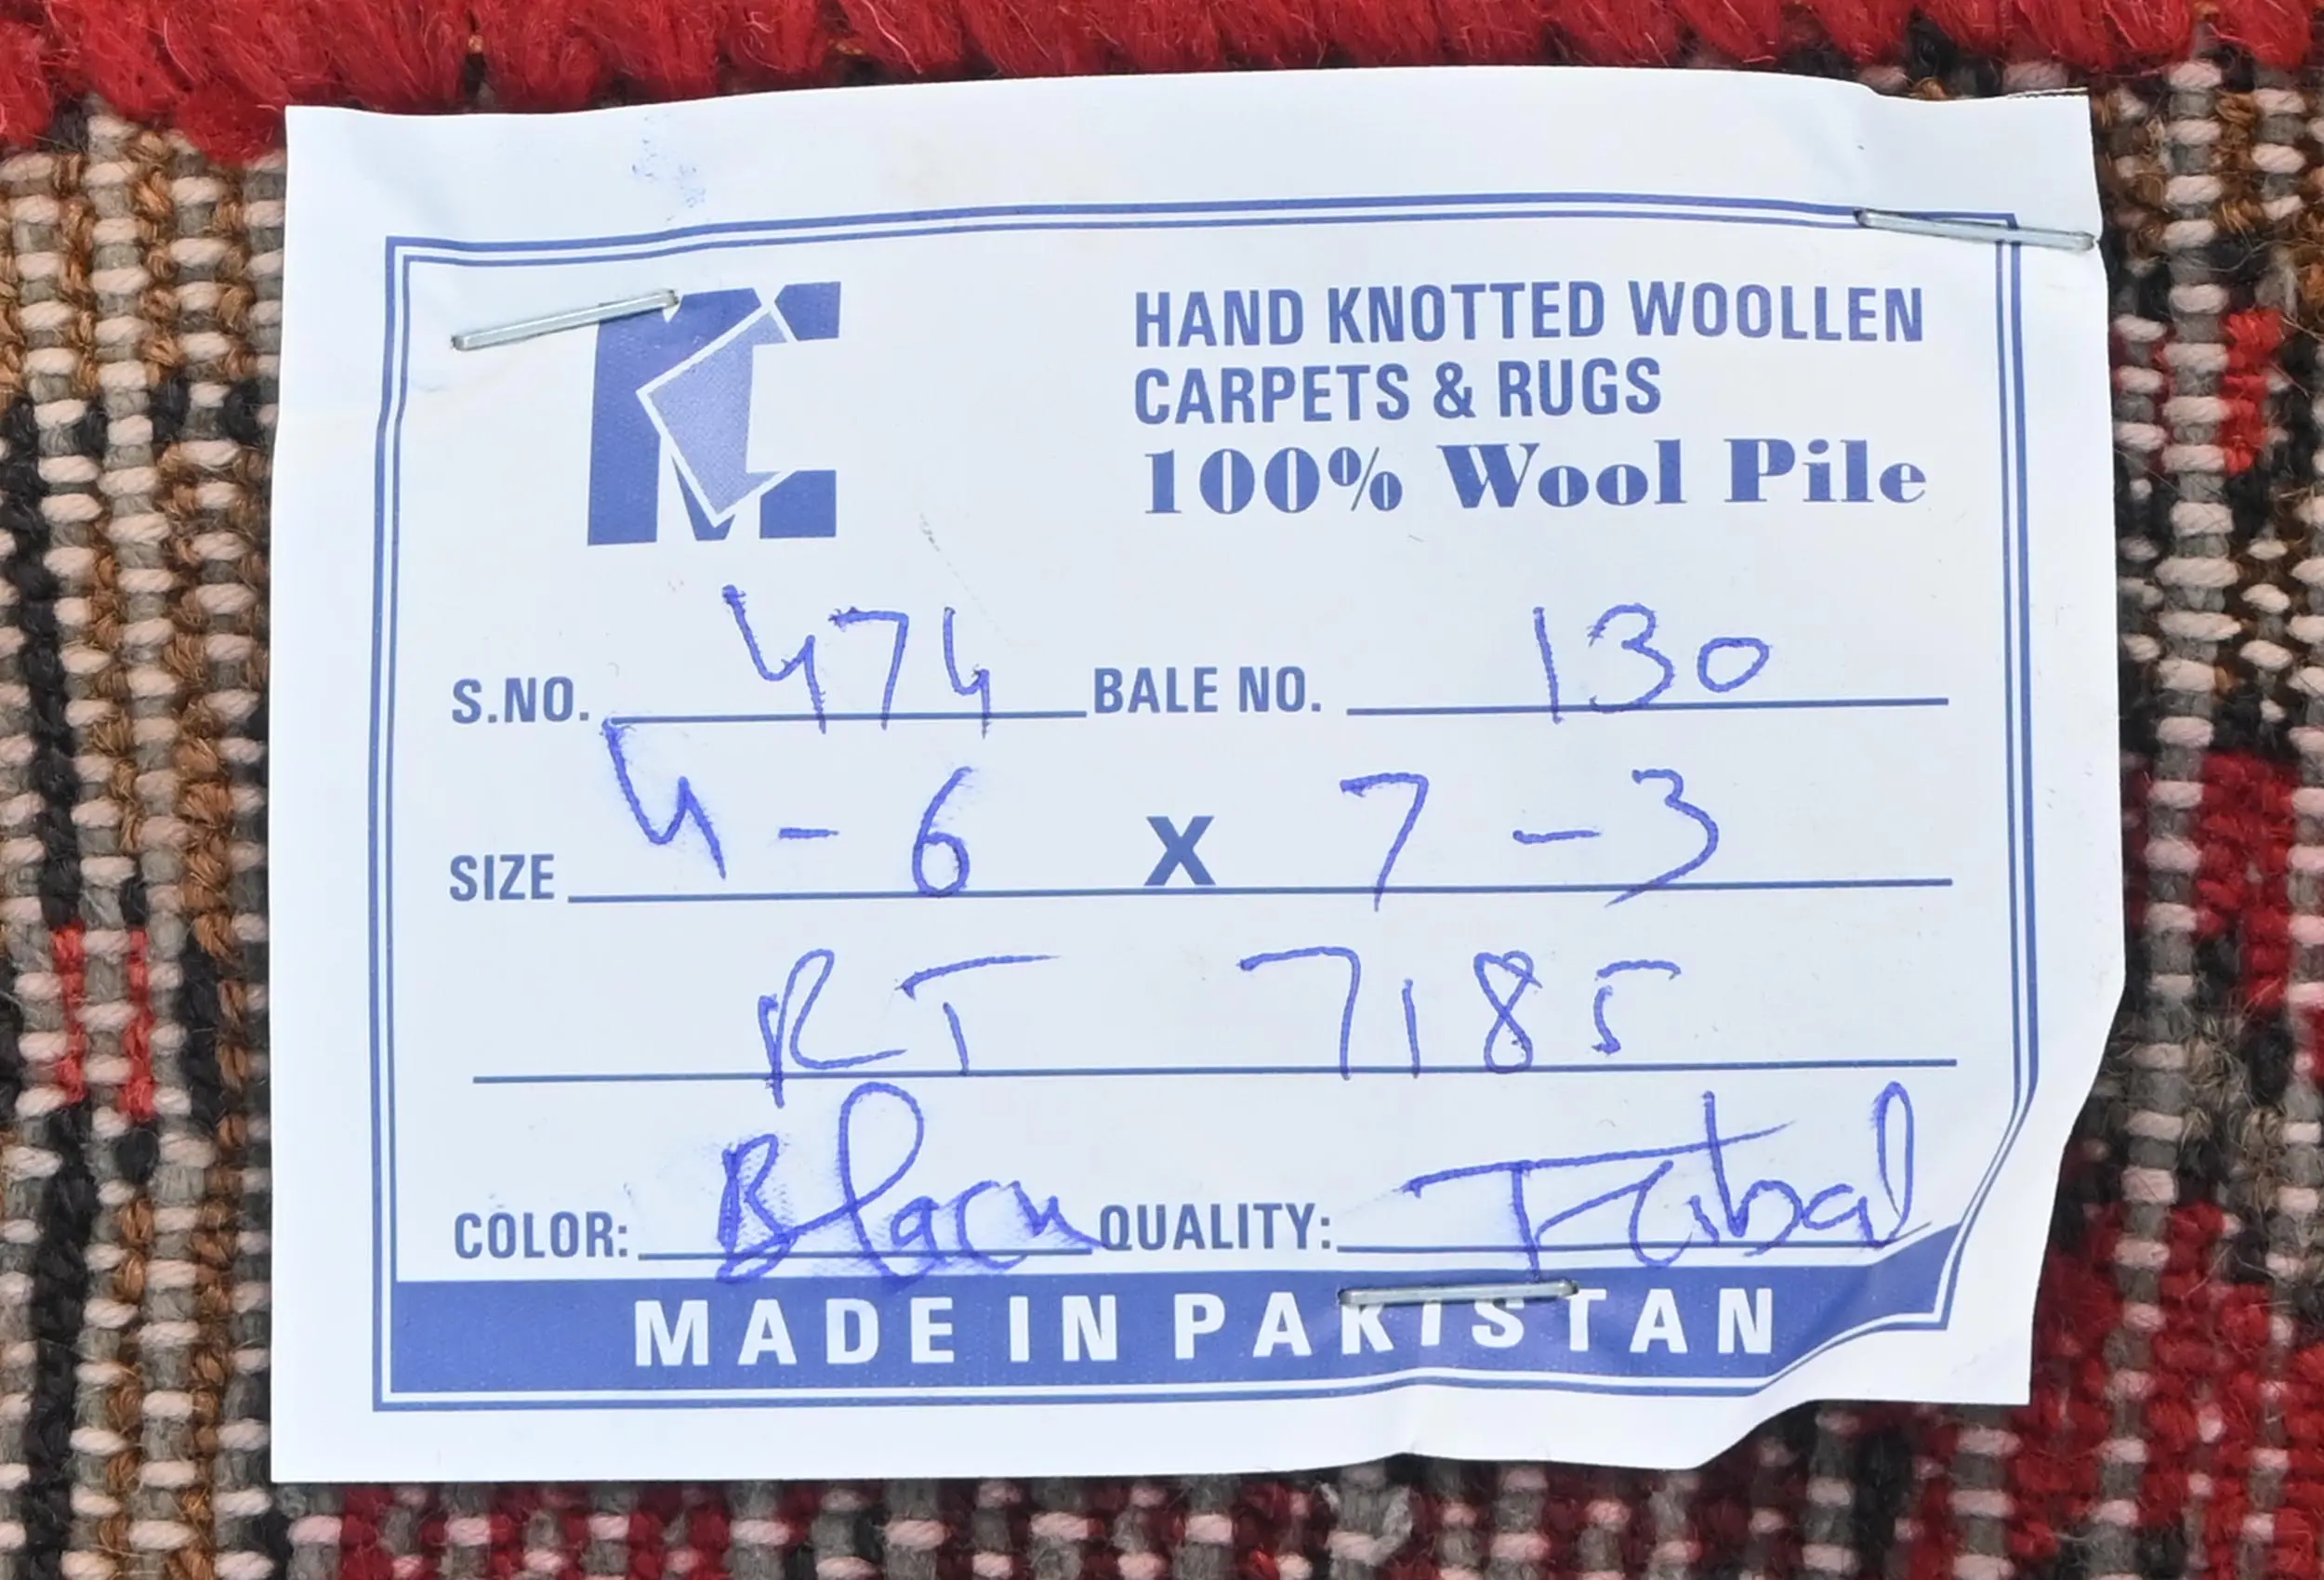 MC
HAND KNOTTED WOOLLEN
CARPETS & RUGS
100% Wool Pile
S.NO. 474 BALE NO. 130
SIZE 4-6 X 7-3
RT 7185
COLOR: Black QUALITY:
MADE IN PAKISTAN